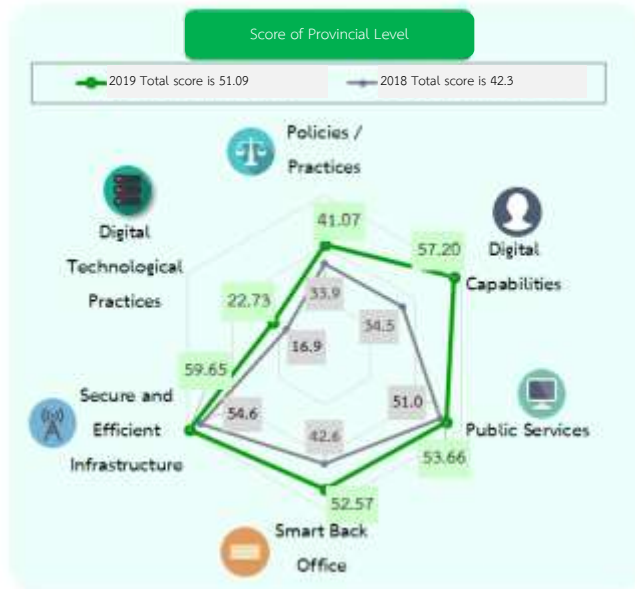 Score of Provincial Level
2019 Total score is 51.09
2018 Total score is 42.3
Policies /
Practices
41.07
33.9
Digital
Capabilities
57.20
34.5
Public Services
51.0
53.66
Smart Back
Office
42.6
52.57
Secure and
Efficient
Infrastructure
59.65
54.6
Digital
Technological
Practices
22.73
16.9